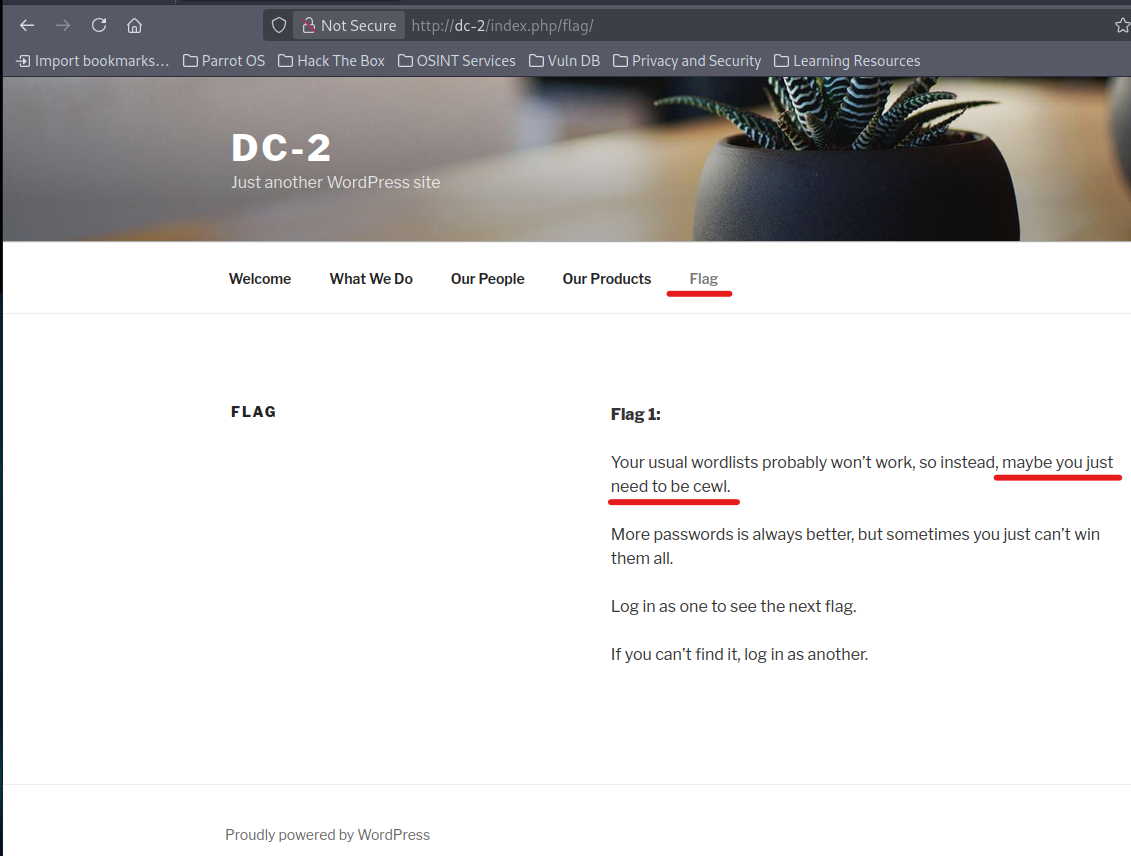 Not Secure http://dc-2/index.php/flag/
Import bookmarks... Parrot OS Hack The Box OSINT Services Vuln DB Privacy and Security Learning Resources
DC-2
Just another WordPress site
Welcome What We Do Our People Our Products Flag
FLAG
Flag 1:
Your usual wordlists probably won’t work, so instead, maybe you just
need to be cewl.
More passwords is always better, but sometimes you just can’t win
them all.
Log in as one to see the next flag.
If you can’t find it, log in as another.
Proudly powered by WordPress